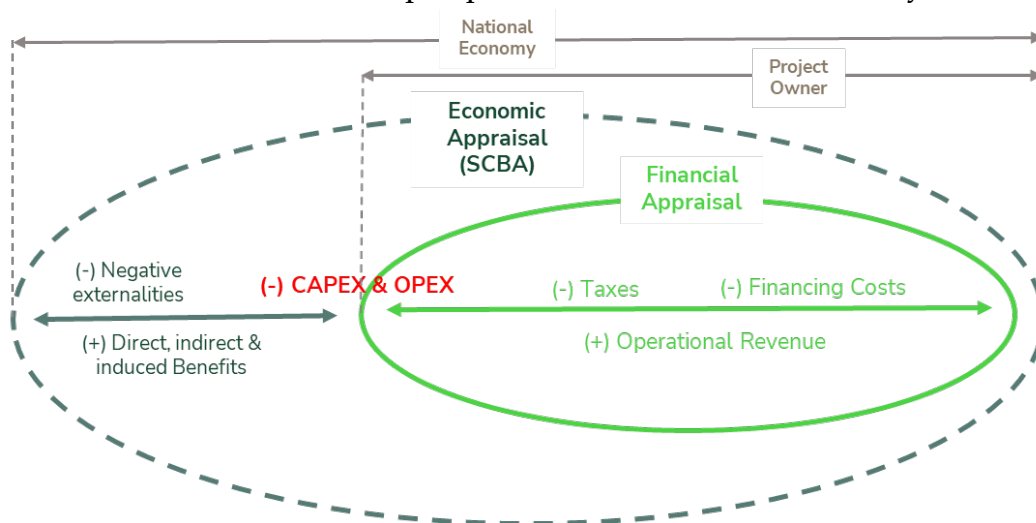 National
Economy
Project
Owner
Economic
Appraisal
(SCBA)
Financial
Appraisal
(-) Negative
externalities
(-) CAPEX & OPEX
(-) Taxes
(-) Financing Costs
(+) Direct, indirect &
induced Benefits
(+) Operational Revenue